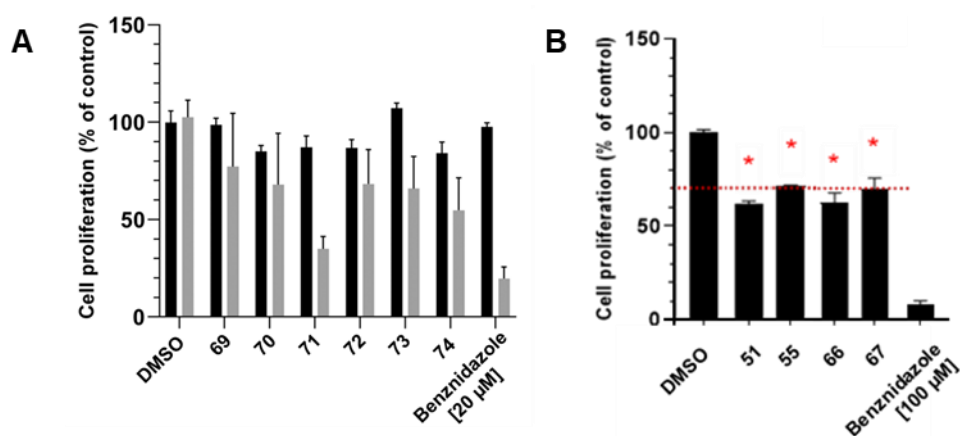 A
Cell proliferation (% of control)
150
100
50
0
DMSO
69
70
71
72
73
74
Benznidazole
[20 µM]
B
Cell proliferation (% of control)
150
100
50
0
*
*
*
*
DMSO
51
55
66
67
Benznidazole
[100 µM]